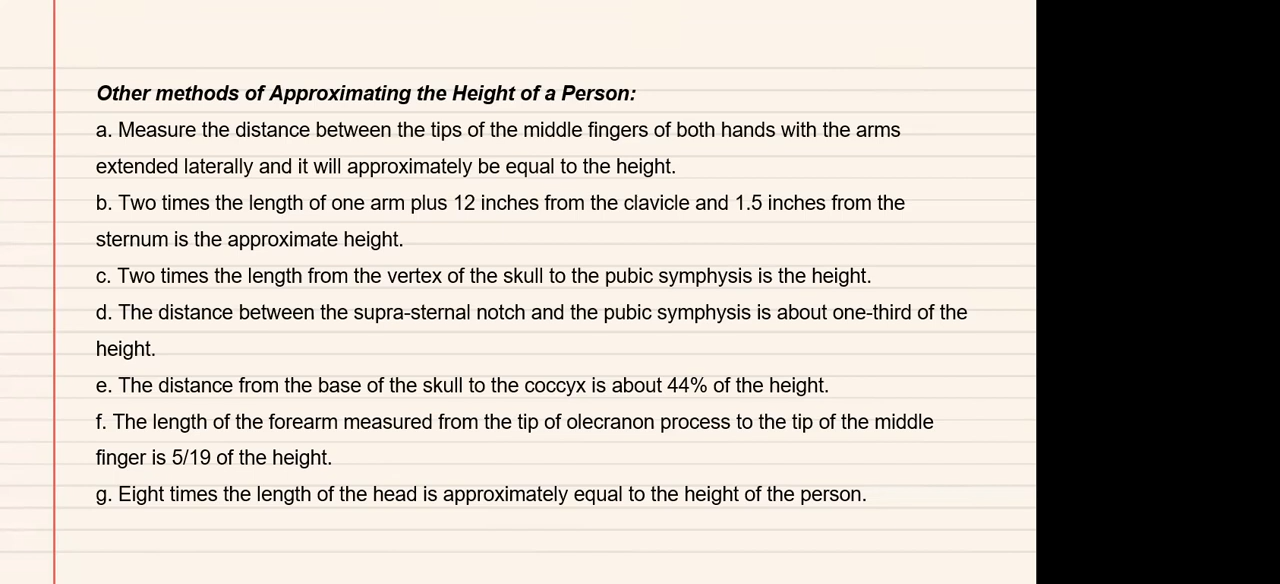 Other methods of Approximating the Height of a Person:
a. Measure the distance between the tips of the middle fingers of both hands with the arms
extended laterally and it will approximately be equal to the height.
b. Two times the length of one arm plus 12 inches from the clavicle and 1.5 inches from the
sternum is the approximate height.
c. Two times the length from the vertex of the skull to the pubic symphysis is the height.
d. The distance between the supra-sternal notch and the pubic symphysis is about one-third of the
height.
e. The distance from the base of the skull to the coccyx is about 44% of the height.
f. The length of the forearm measured from the tip of olecranon process to the tip of the middle
finger is 5/19 of the height.
g. Eight times the length of the head is approximately equal to the height of the person.